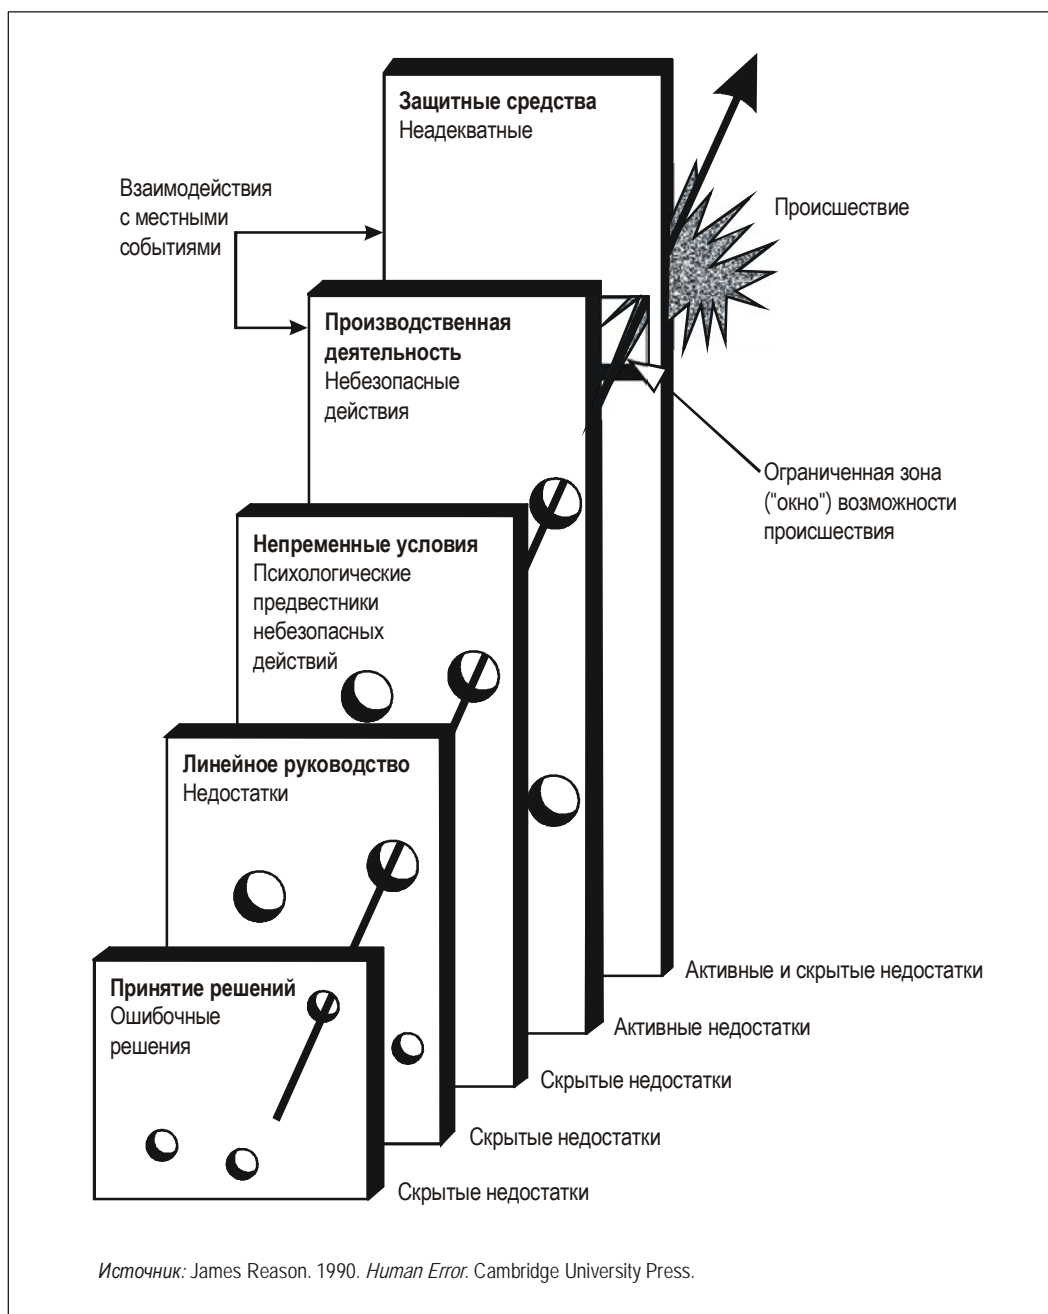 Защитные средства
Неадекватные
Взаимодействия
с местными
событиями
Происшествие
Производственная
деятельность
Небезопасные
действия
Ограниченная зона
("окно") возможности
происшествия
Непременные условия
Психологические
предвестники
небезопасных
действий
Линейное руководство
Недостатки
Принятие решений
Ошибочные
решения
Активные и скрытые недостатки
Активные недостатки
Скрытые недостатки
Скрытые недостатки
Скрытые недостатки
Источник: James Reason. 1990. Human Error. Cambridge University Press.